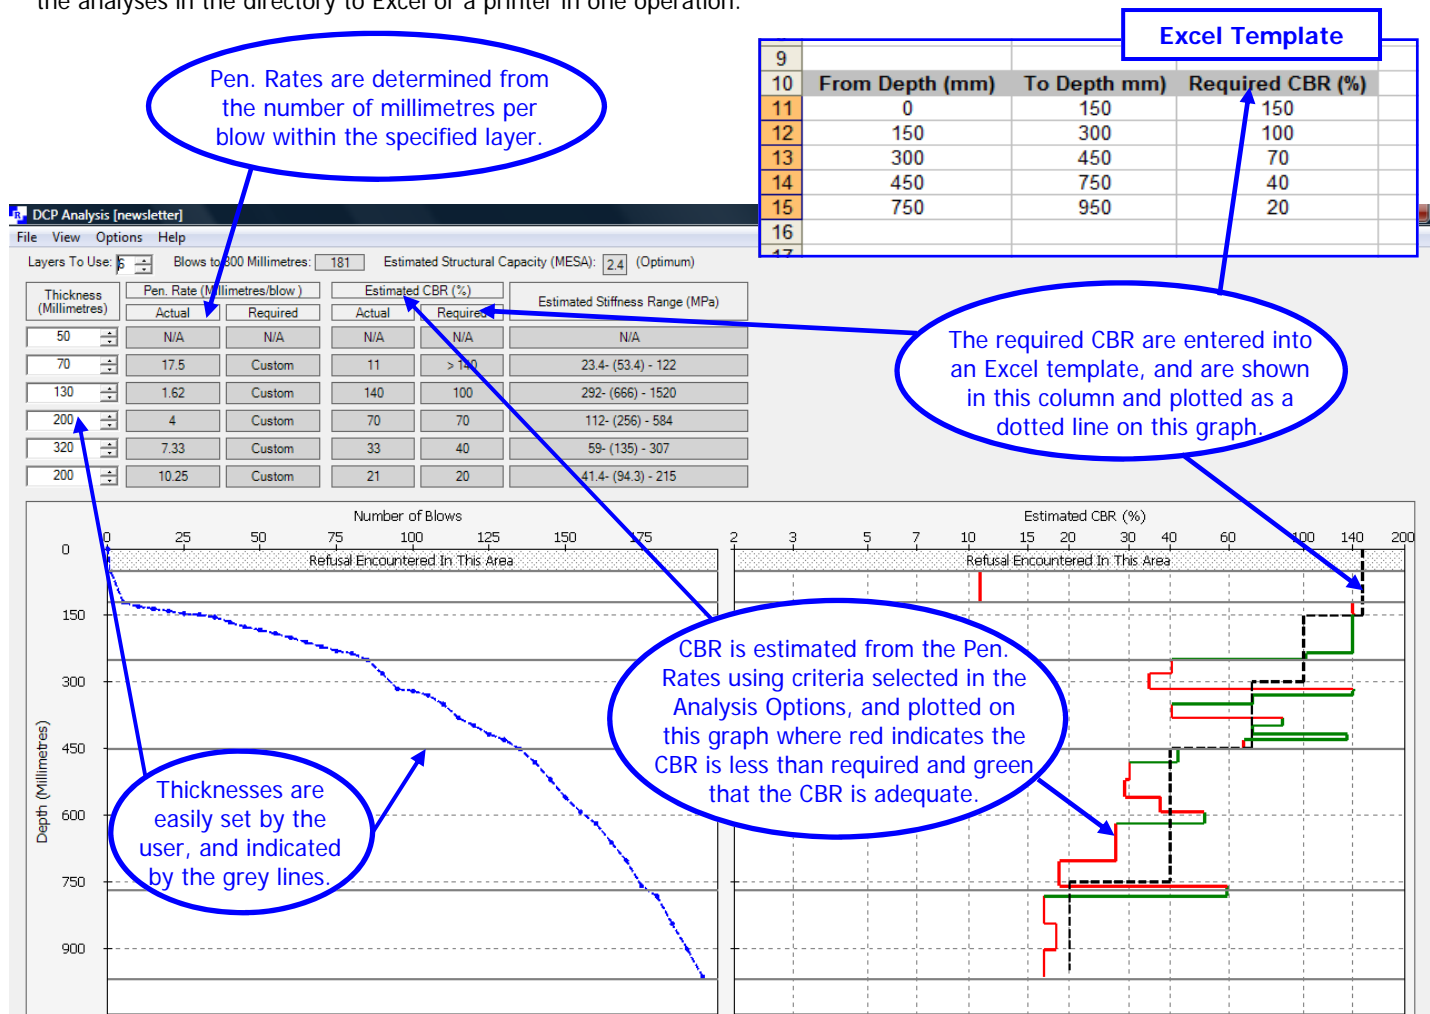 the analyses in the directory to Excel or a printer in one operation.
Excel Template
9
10 From Depth (mm) To Depth mm) Required CBR (%)
11 0 150 150
12 150 300 100
13 300 450 70
14 450 750 40
15 750 950 20
16
17
Pen. Rates are determined from
the number of millimetres per
blow within the specified layer.
DCP Analysis [newsletter]
File View Options Help
Layers To Use: 6 Blows to 800 Millimetres: 181 Estimated Structural Capacity (MESA): 2.4 (Optimum)
Thickness
(Millimetres)
Pen. Rate (Millimetres/blow ) Estimated CBR (%) Estimated Stiffness Range (MPa)
Actual Required Actual Required
50 N/A N/A N/A N/A N/A
70 17.5 Custom 11 > 140 23.4- (53.4) - 122
130 1.62 Custom 140 100 292- (666) - 1520
200 4 Custom 70 70 112- (256) - 584
320 7.33 Custom 33 40 59- (135) - 307
200 10.25 Custom 21 20 41.4- (94.3) - 215
The required CBR are entered into
an Excel template, and are shown
in this column and plotted as a
dotted line on this graph.
Number of Blows
0 25 50 75 100 125 150 175
Refusal Encountered In This Area
Depth (Millimetres)
0
150
300
450
600
750
900
Estimated CBR (%)
2 3 5 7 10 15 20 30 40 60 100 140 200
Refusal Encountered In This Area
CBR is estimated from the Pen.
Rates using criteria selected in the
Analysis Options, and plotted on
this graph where red indicates the
CBR is less than required and green
that the CBR is adequate.
Thicknesses are
easily set by the
user, and indicated
by the grey lines.